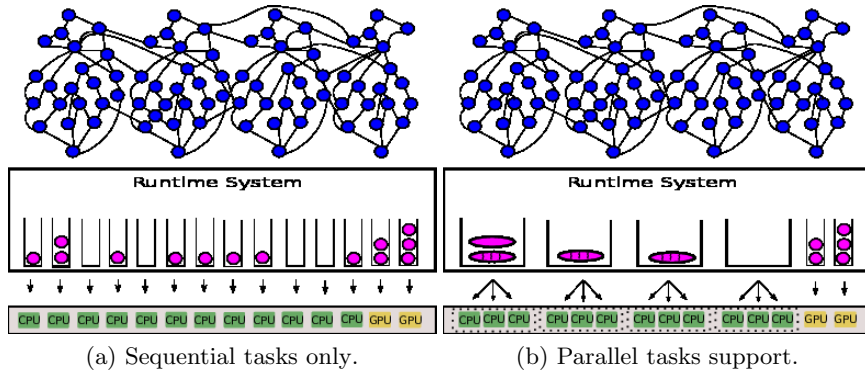 Runtime System
Runtime System
CPU CPU CPU CPU CPU CPU CPU CPU CPU CPU CPU CPU GPU GPU
CPU CPU CPU CPU CPU CPU CPU CPU CPU CPU CPU CPU GPU GPU
(a) Sequential tasks only.
(b) Parallel tasks support.